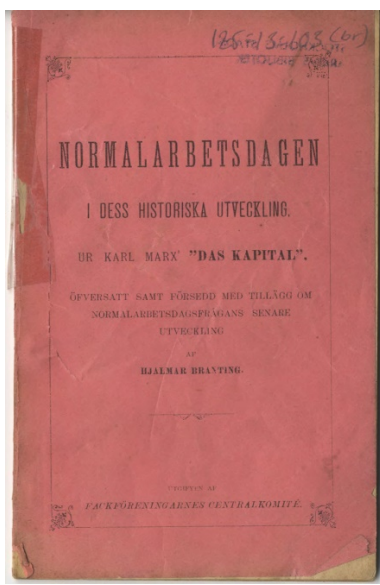 NORMALARBETSDAGEN
I DESS HISTORISKA UTVECKLING.
UR KARL MARX' "DAS KAPITAL".
ÖFVERSATT SAMT FÖRSEDD MED TILLÄGG OM
NORMALARBETSDAGSFRÅGANS SENARE
UTVECKLING
AF
HJALMAR BRANTING.
UTGIFVEN AF
FACKFÖRENINGARNES CENTRALKOMITÉ.